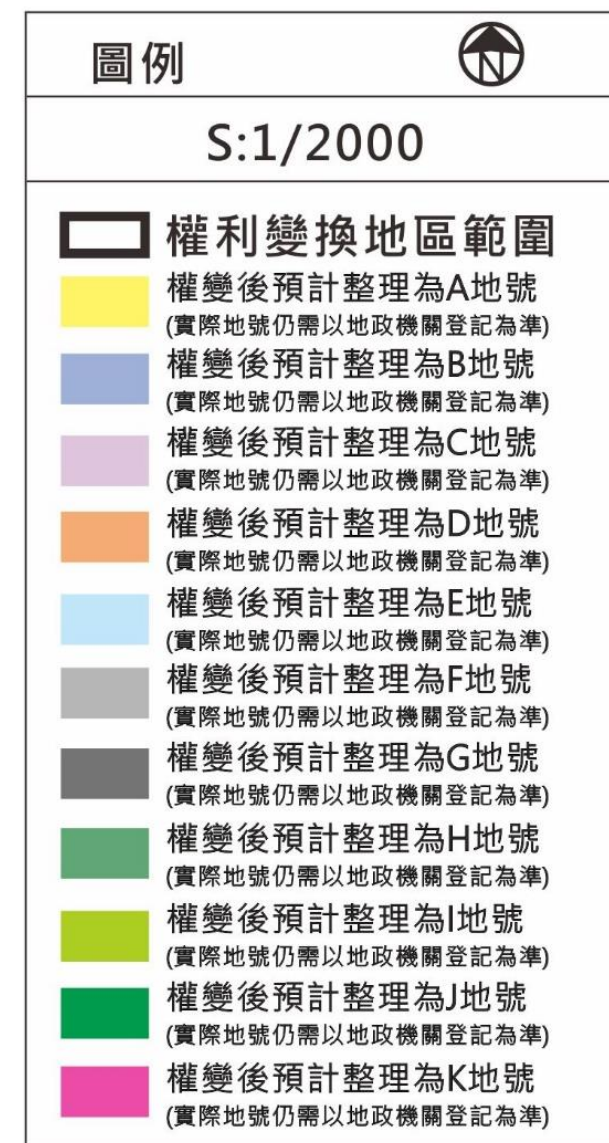 圖例
N
S:1/2000
權利變換地區範圍
權變後預計整理為A地號
(實際地號仍需以地政機關登記為準)
權變後預計整理為B地號
(實際地號仍需以地政機關登記為準)
權變後預計整理為C地號
(實際地號仍需以地政機關登記為準)
權變後預計整理為D地號
(實際地號仍需以地政機關登記為準)
權變後預計整理為E地號
(實際地號仍需以地政機關登記為準)
權變後預計整理為F地號
(實際地號仍需以地政機關登記為準)
權變後預計整理為G地號
(實際地號仍需以地政機關登記為準)
權變後預計整理為H地號
(實際地號仍需以地政機關登記為準)
權變後預計整理為I地號
(實際地號仍需以地政機關登記為準)
權變後預計整理為J地號
(實際地號仍需以地政機關登記為準)
權變後預計整理為K地號
(實際地號仍需以地政機關登記為準)